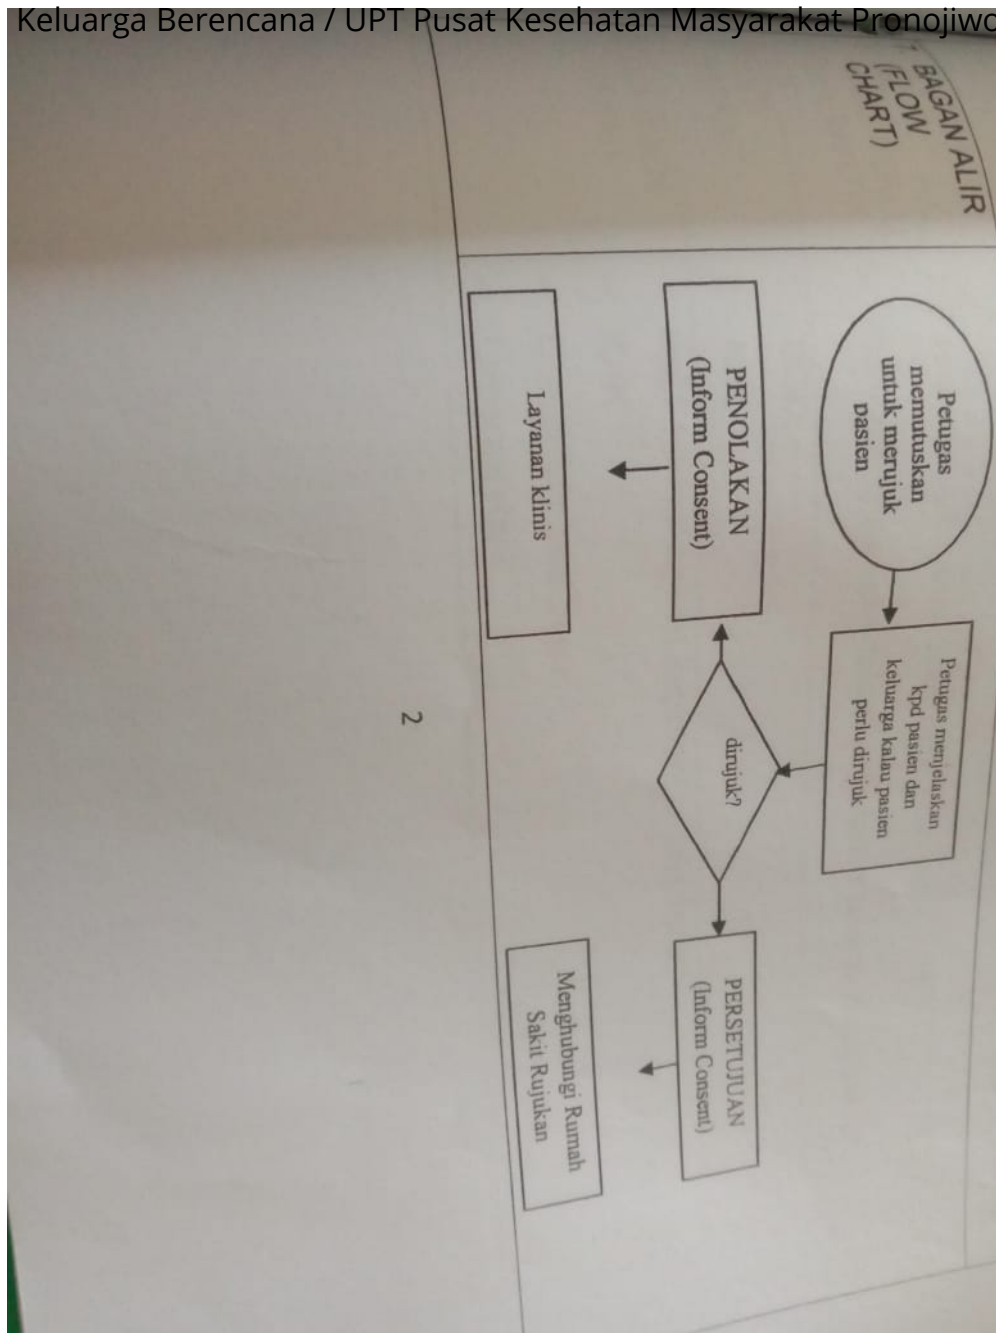 Keluarga Berencana / UPT Pusat Kesehatan Masyarakat Pronojiwo
BAGAN ALIR
(FLOW
CHART)
Petugas
memutuskan
untuk merujuk
pasien
Petugas menjelaskan
kpd pasien dan
keluarga kalau pasien
perlu dirujuk
dirujuk?
PENOLAKAN
(Inform Consent)
PERSETUJUAN
(Inform Consent)
Layanan klinis
Menghubungi Rumah
Sakit Rujukan
2